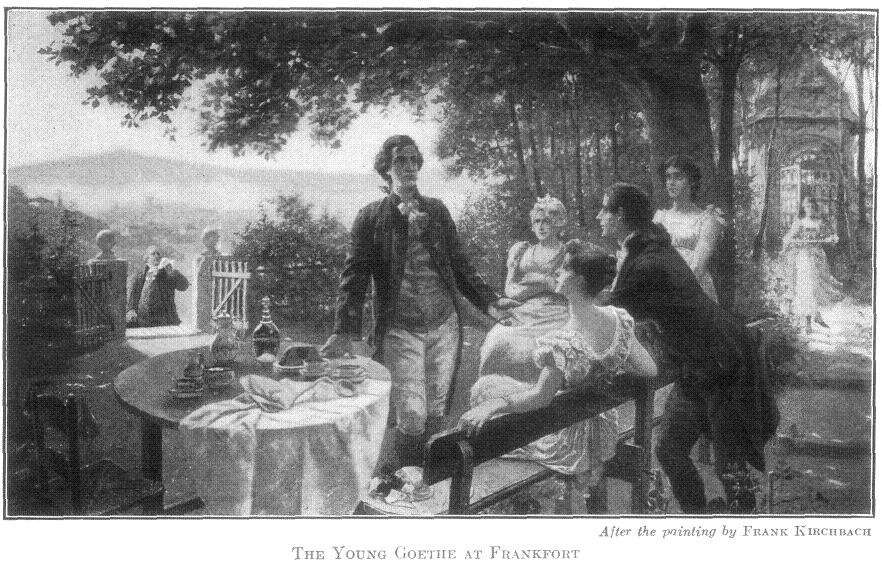 After the painting by FRANK KIRCHBACH
THE YOUNG GOETHE AT FRANKFORT